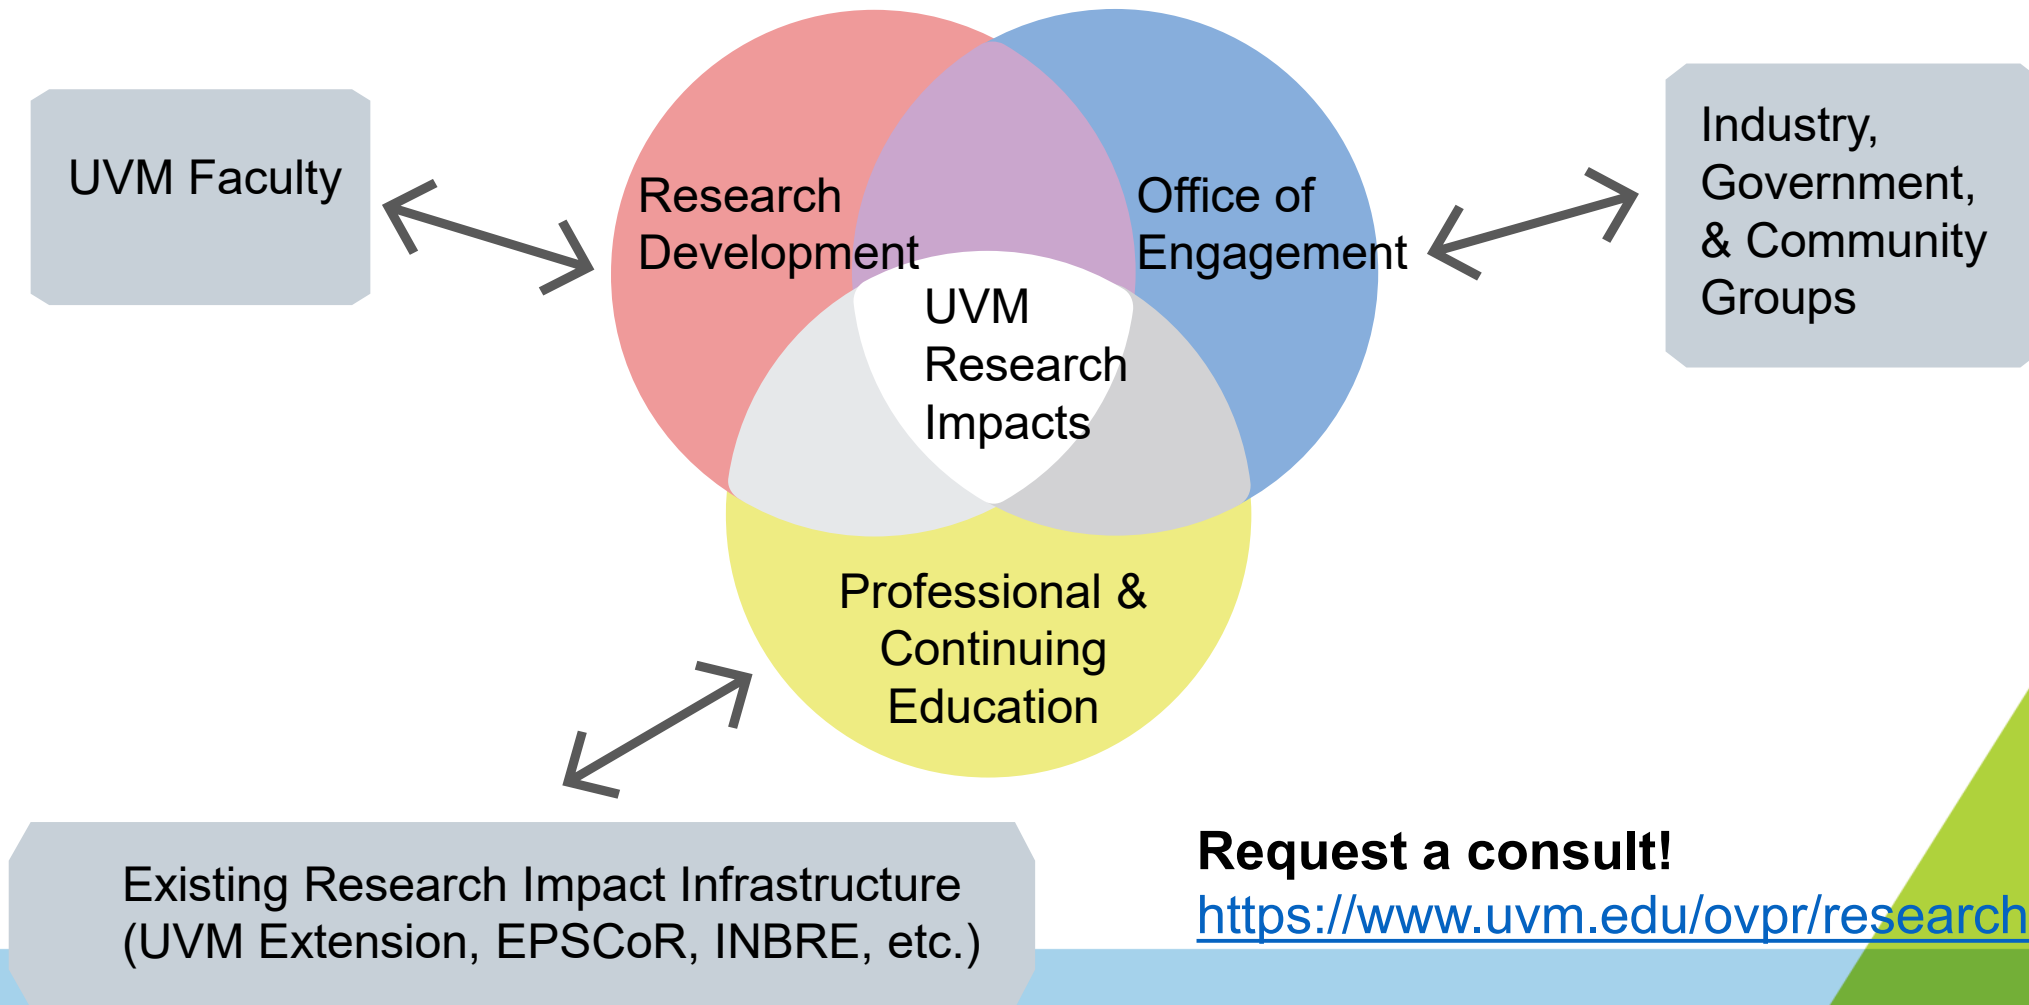 UVM Faculty
Research
Development
Office of
Engagement
Industry,
Government,
& Community
Groups
UVM
Research
Impacts
Professional &
Continuing
Education
Existing Research Impact Infrastructure
(UVM Extension, EPSCoR, INBRE, etc.)
Request a consult!
https://www.uvm.edu/ovpr/research